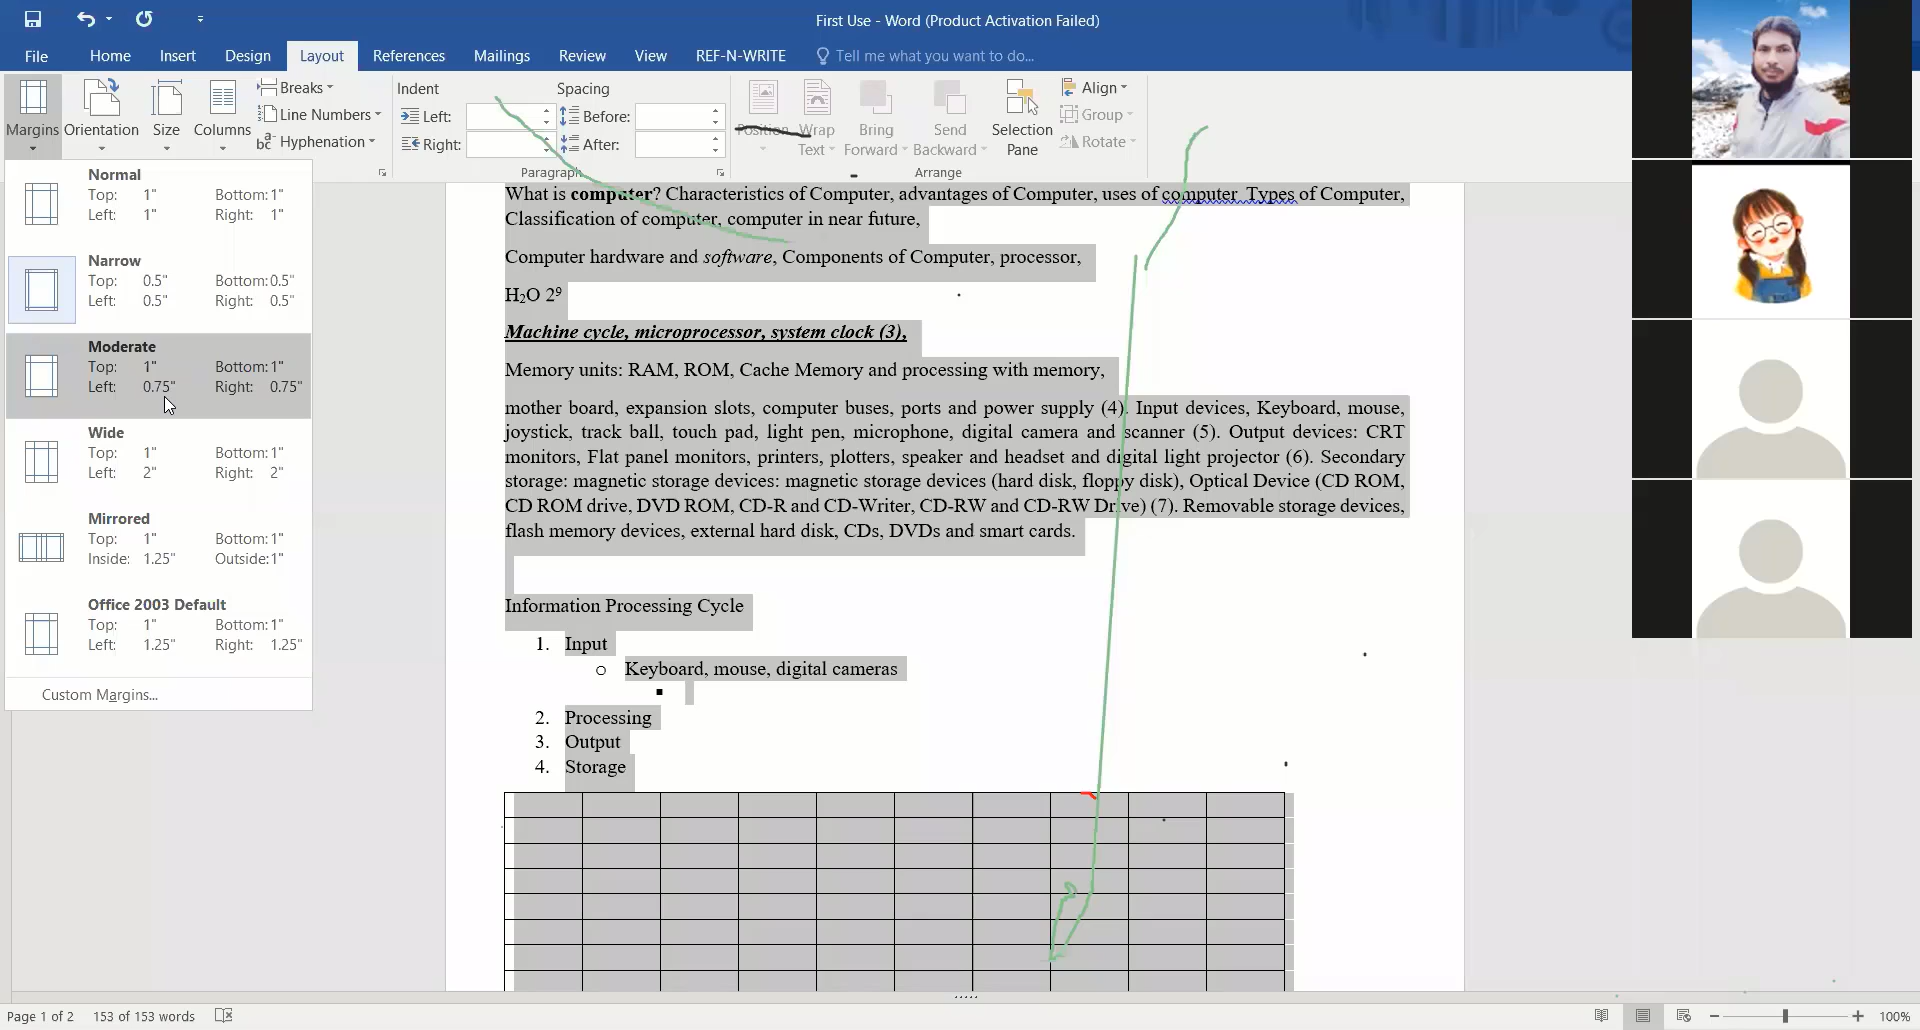 First Use - Word (Product Activation Failed)
File Home Insert Design Layout References Mailings Review View REF-N-WRITE Tell me what you want to do...
Margins Orientation Size Columns
Breaks
Line Numbers
Hyphenation
Indent
Left:
Right:
Spacing
Before:
After:
Paragraph
Position Wrap Text Bring Forward Send Backward Selection Pane
Align
Group
Rotate
Arrange
Normal
Top: 1" Bottom: 1"
Left: 1" Right: 1"
Narrow
Top: 0.5" Bottom: 0.5"
Left: 0.5" Right: 0.5"
Moderate
Top: 1" Bottom: 1"
Left: 0.75" Right: 0.75"
Wide
Top: 1" Bottom: 1"
Left: 2" Right: 2"
Mirrored
Top: 1" Bottom: 1"
Inside: 1.25" Outside: 1"
Office 2003 Default
Top: 1" Bottom: 1"
Left: 1.25" Right: 1.25"
Custom Margins...
What is computer? Characteristics of Computer, advantages of Computer, uses of computer Types of Computer,
Classification of computer, computer in near future,
Computer hardware and software, Components of Computer, processor,
H₂O 2⁹
Machine cycle, microprocessor, system clock (3),
Memory units: RAM, ROM, Cache Memory and processing with memory,
mother board, expansion slots, computer buses, ports and power supply (4). Input devices, Keyboard, mouse,
joystick, track ball, touch pad, light pen, microphone, digital camera and scanner (5). Output devices: CRT
monitors, Flat panel monitors, printers, plotters, speaker and headset and digital light projector (6). Secondary
storage: magnetic storage devices: magnetic storage devices (hard disk, floppy disk), Optical Device (CD ROM,
CD ROM drive, DVD ROM, CD-R and CD-Writer, CD-RW and CD-RW Drive) (7). Removable storage devices,
flash memory devices, external hard disk, CDs, DVDs and smart cards.
Information Processing Cycle
1. Input
o Keyboard, mouse, digital cameras
▪
2. Processing
3. Output
4. Storage
Page 1 of 2 153 of 153 words 100%